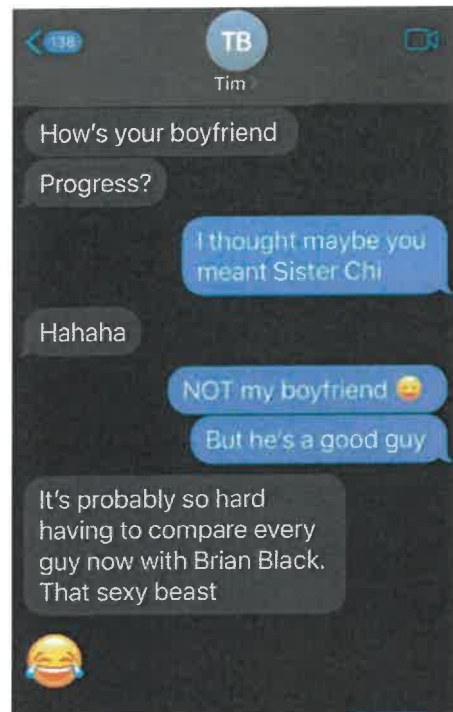 138
TB
Tim
How's your boyfriend
Progress?
I thought maybe you
meant Sister Chi
Hahaha
NOT my boyfriend 😄
But he's a good guy
It's probably so hard
having to compare every
guy now with Brian Black.
That sexy beast
😂